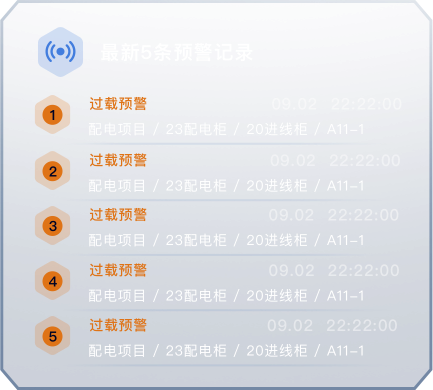 最新5条预警记录
1 过载预警 09.02 22:22:00
配电项目 / 23配电柜 / 20进线柜 / A11-1
2 过载预警 09.02 22:22:00
配电项目 / 23配电柜 / 20进线柜 / A11-1
3 过载预警 09.02 22:22:00
配电项目 / 23配电柜 / 20进线柜 / A11-1
4 过载预警 09.02 22:22:00
配电项目 / 23配电柜 / 20进线柜 / A11-1
5 过载预警 09.02 22:22:00
配电项目 / 23配电柜 / 20进线柜 / A11-1